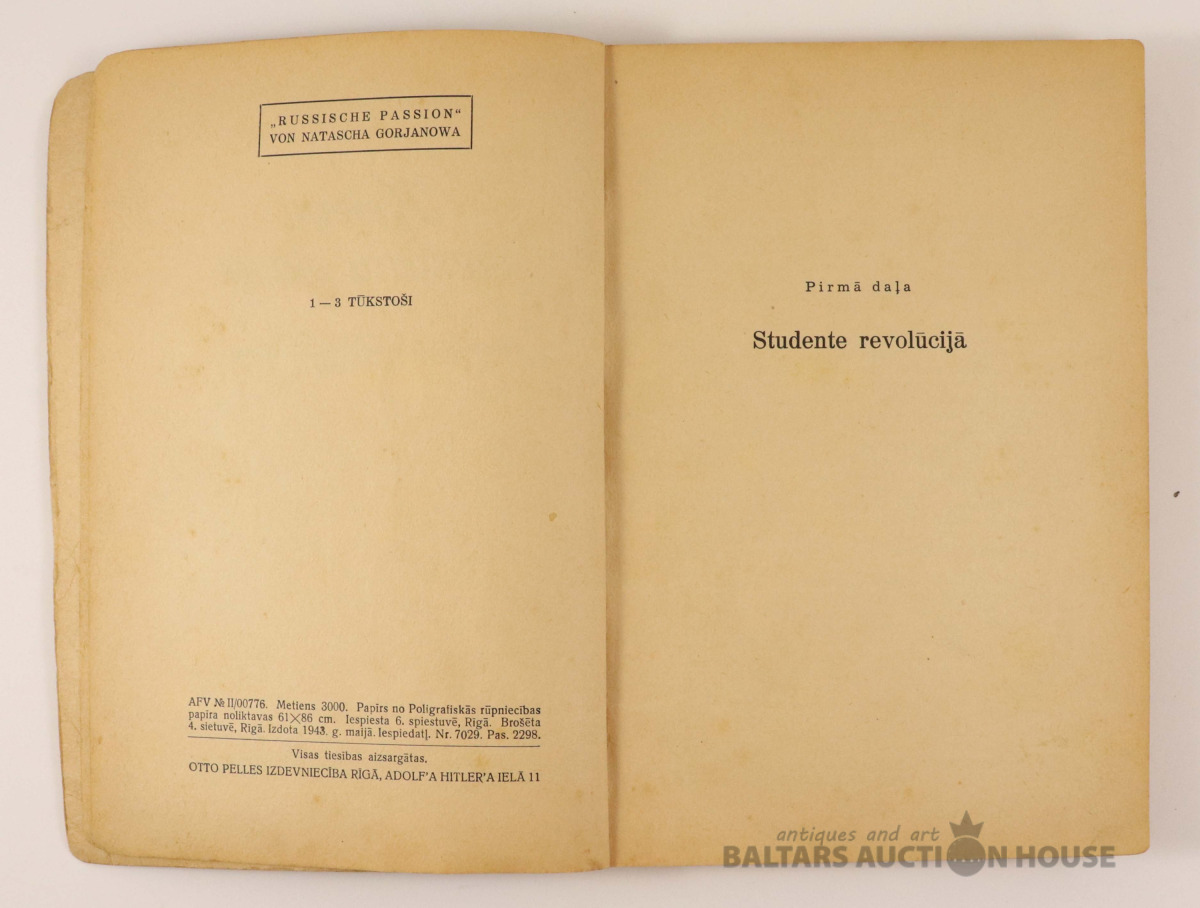 „RUSSISCHE PASSION“
VON NATASCHA GORJANOWA
1 — 3 TŪKSTOŠI
AFV № II/00776. Metiens 3000. Papīrs no Poligrafiskās rūpniecības
papīra noliktavas 61×86 cm. Iespiesta 6. spiestuvē, Rīgā. Brošēta
4. sietuvē, Rīgā. Izdota 1943. g. maijā. Iespiedatļ. Nr. 7029. Pas. 2298.
Visas tiesības aizsargātas.
OTTO PELLES IZDEVNIECĪBA RĪGĀ, ADOLF'A HITLER'A IELĀ 11
Pirmā daļa
Studente revolūcijā
antiques and art
BALTARS AUCTION HOUSE